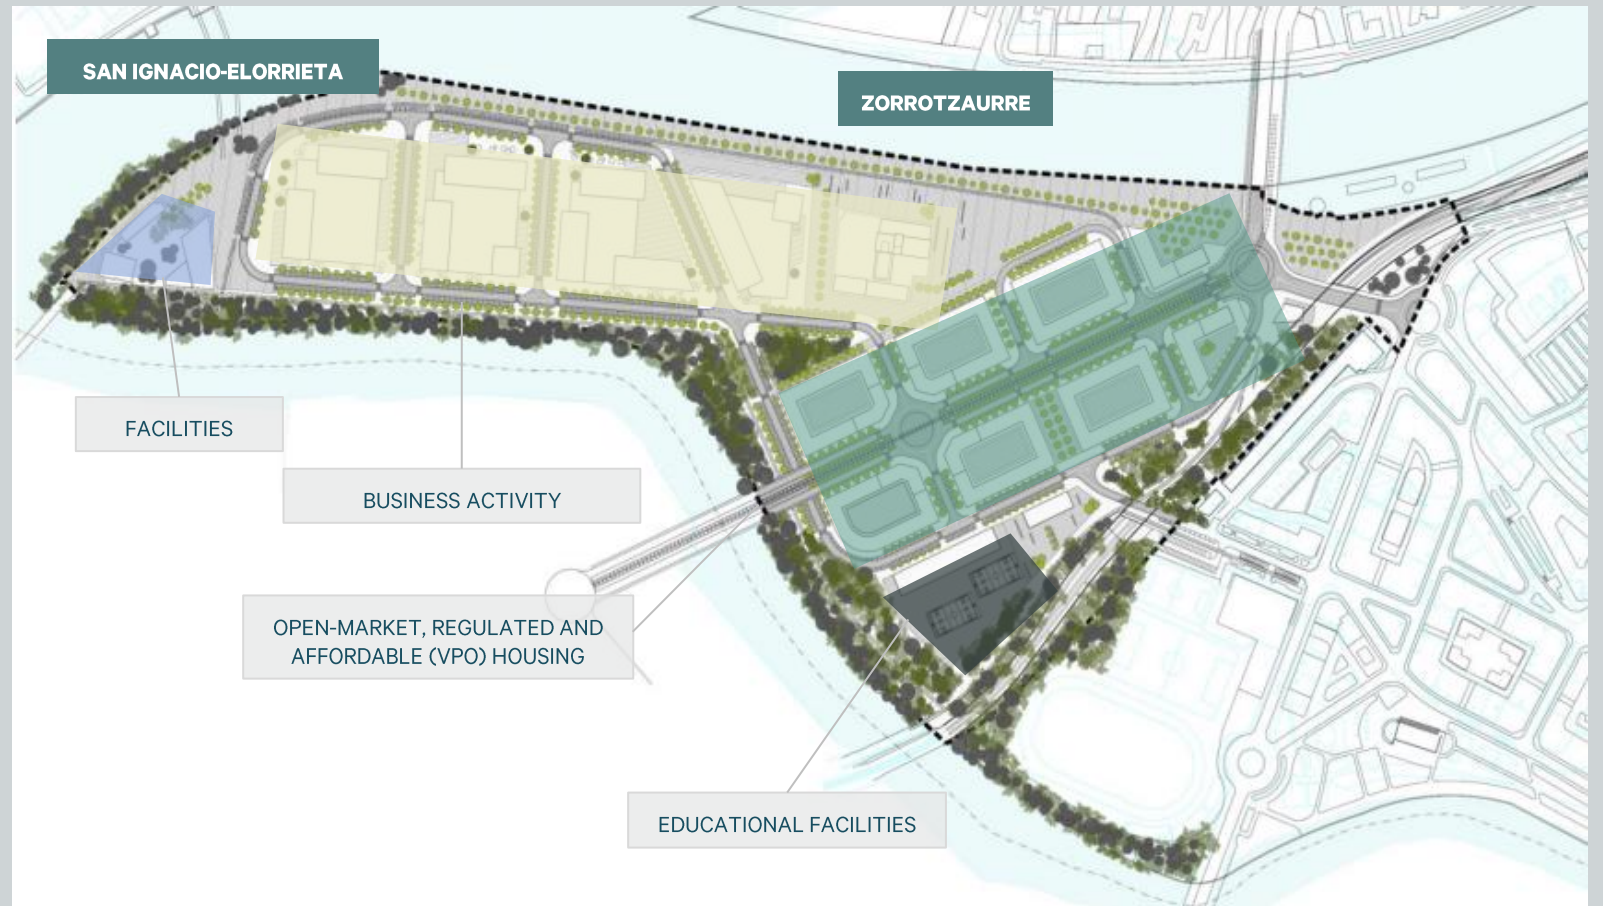 SAN IGNACIO-ELORRIETA
ZORROTZAURRE
FACILITIES
BUSINESS ACTIVITY
OPEN-MARKET, REGULATED AND
AFFORDABLE (VPO) HOUSING
EDUCATIONAL FACILITIES